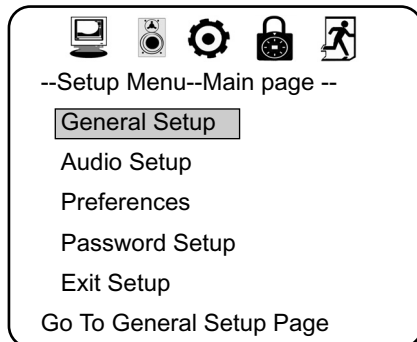 --Setup Menu--Main page --
General Setup
Audio Setup
Preferences
Password Setup
Exit Setup
Go To General Setup Page